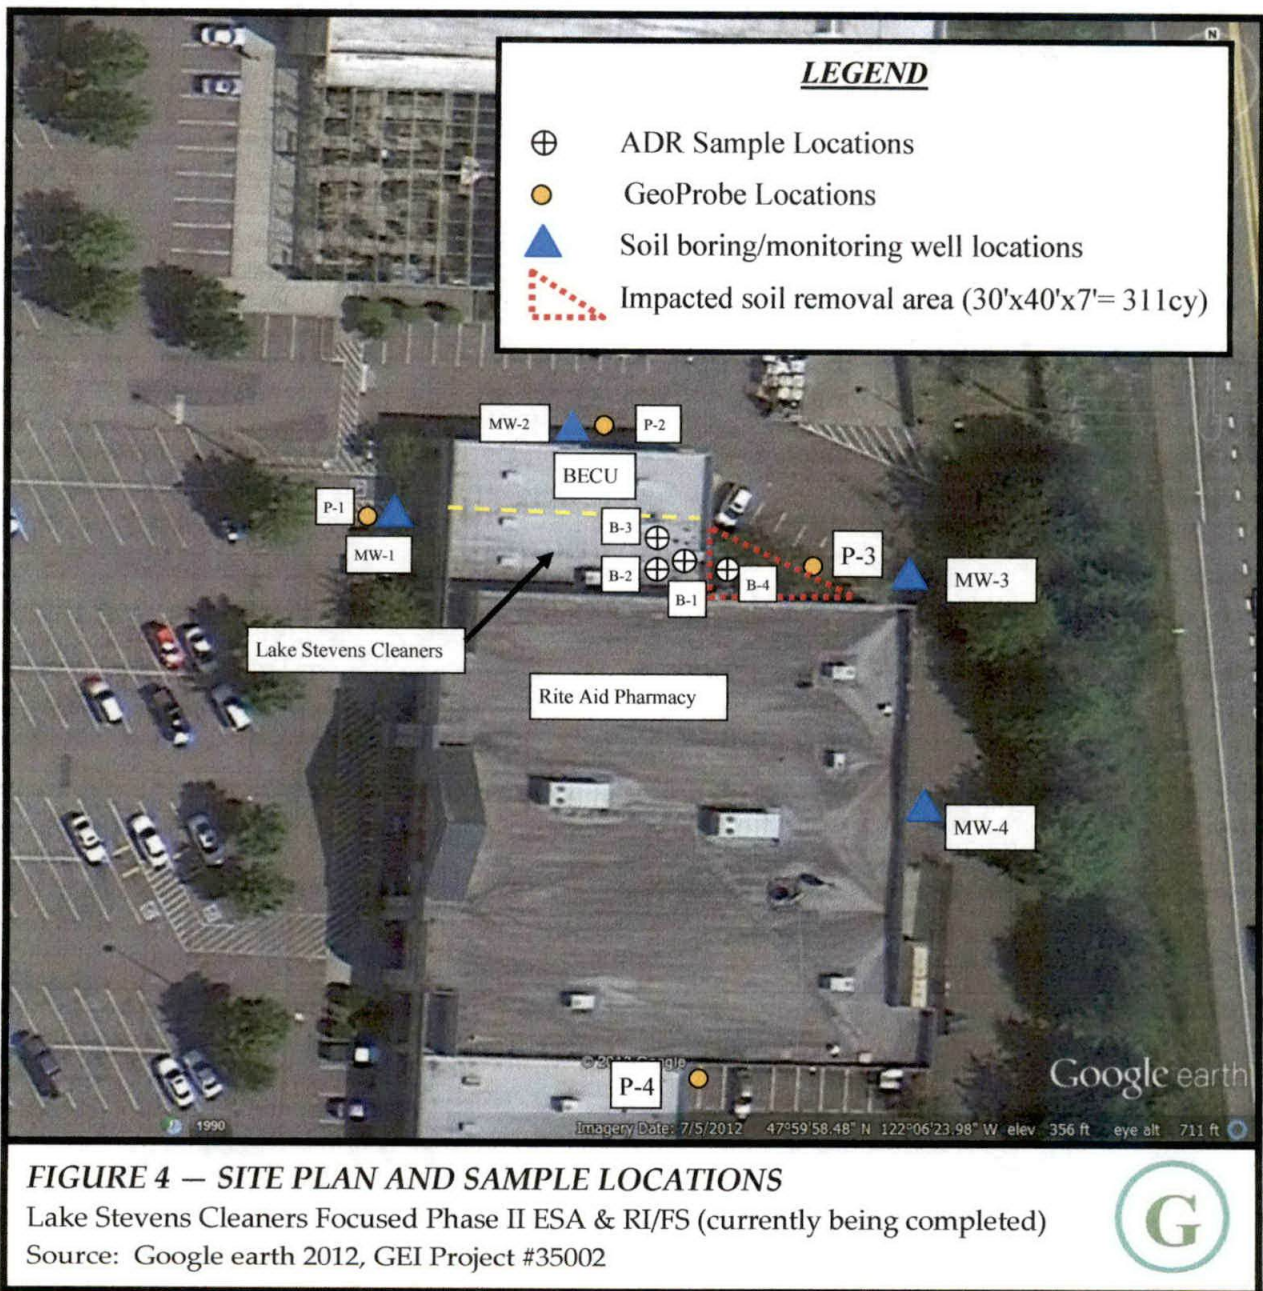 N
LEGEND
ADR Sample Locations
GeoProbe Locations
Soil boring/monitoring well locations
Impacted soil removal area (30'x40'x7'= 311cy)
MW-2
P-2
BECU
P-1
MW-1
B-3
B-2
B-1
B-4
P-3
MW-3
Lake Stevens Cleaners
Rite Aid Pharmacy
MW-4
P-4
Google earth
1990
Imagery Date: 7/5/2012 47°59'58.48" N 122°06'23.98" W elev 356 ft eye alt 711 ft
FIGURE 4 — SITE PLAN AND SAMPLE LOCATIONS
Lake Stevens Cleaners Focused Phase II ESA & RI/FS (currently being completed)
Source: Google earth 2012, GEI Project #35002
G